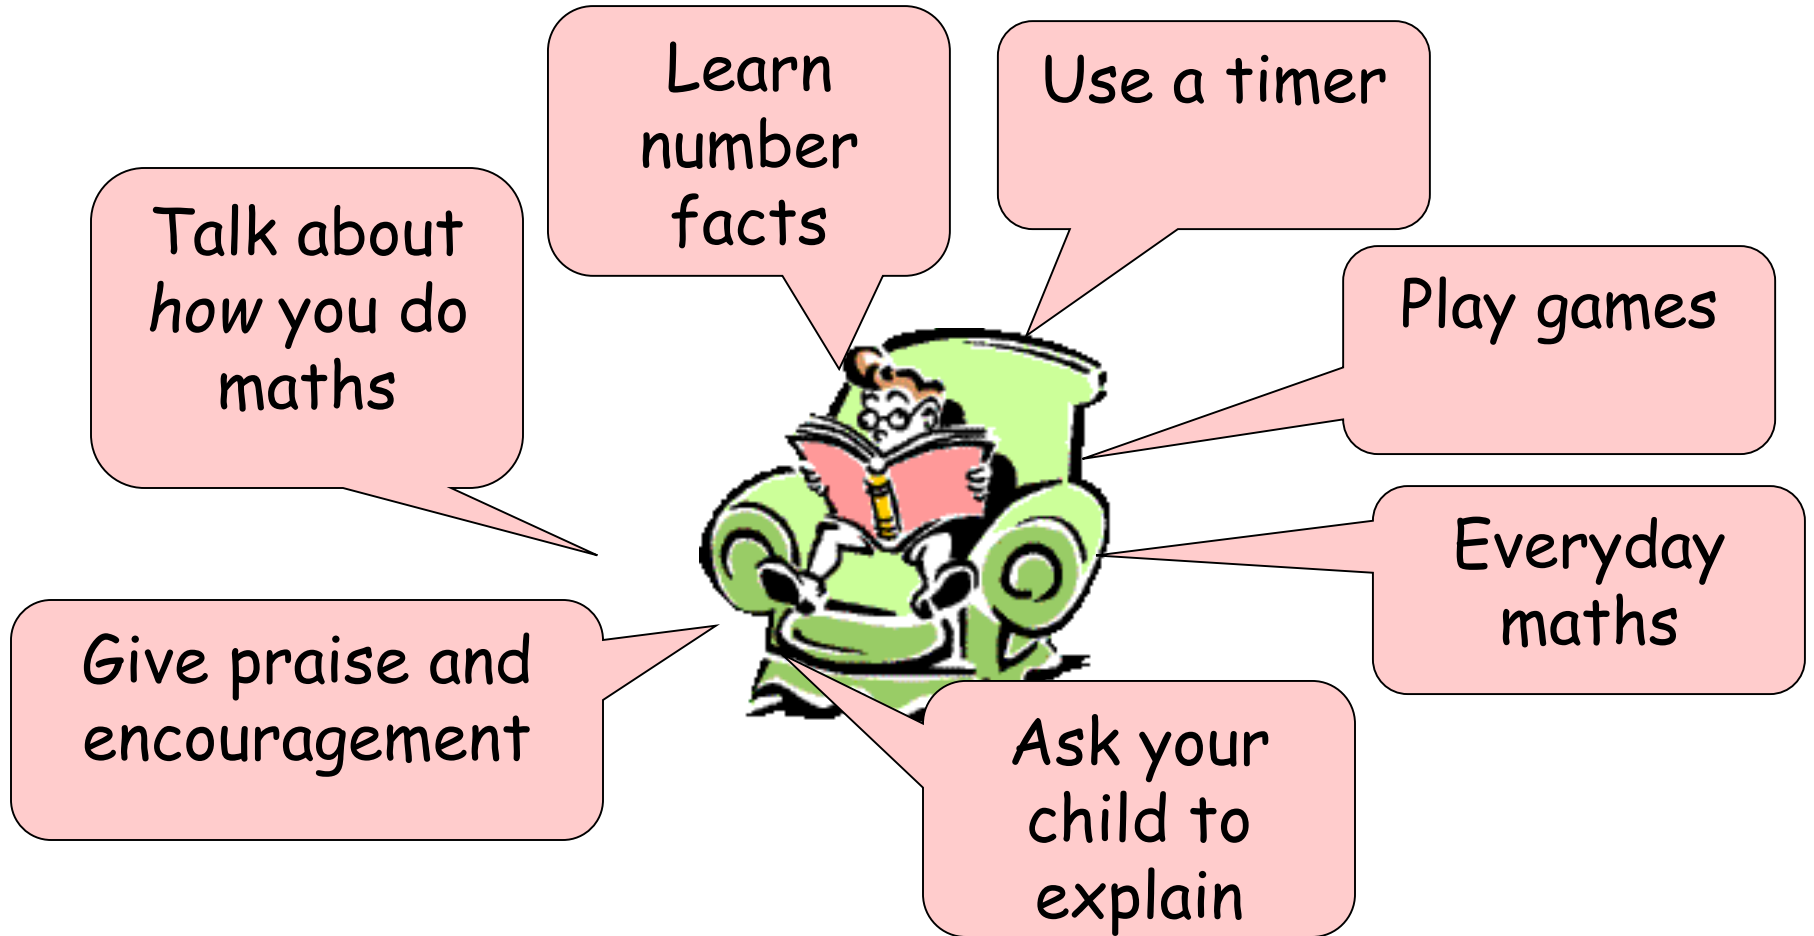 Learn
number
facts
Use a timer
Talk about
how you do
maths
Play games
Everyday
maths
Give praise and
encouragement
Ask your
child to
explain